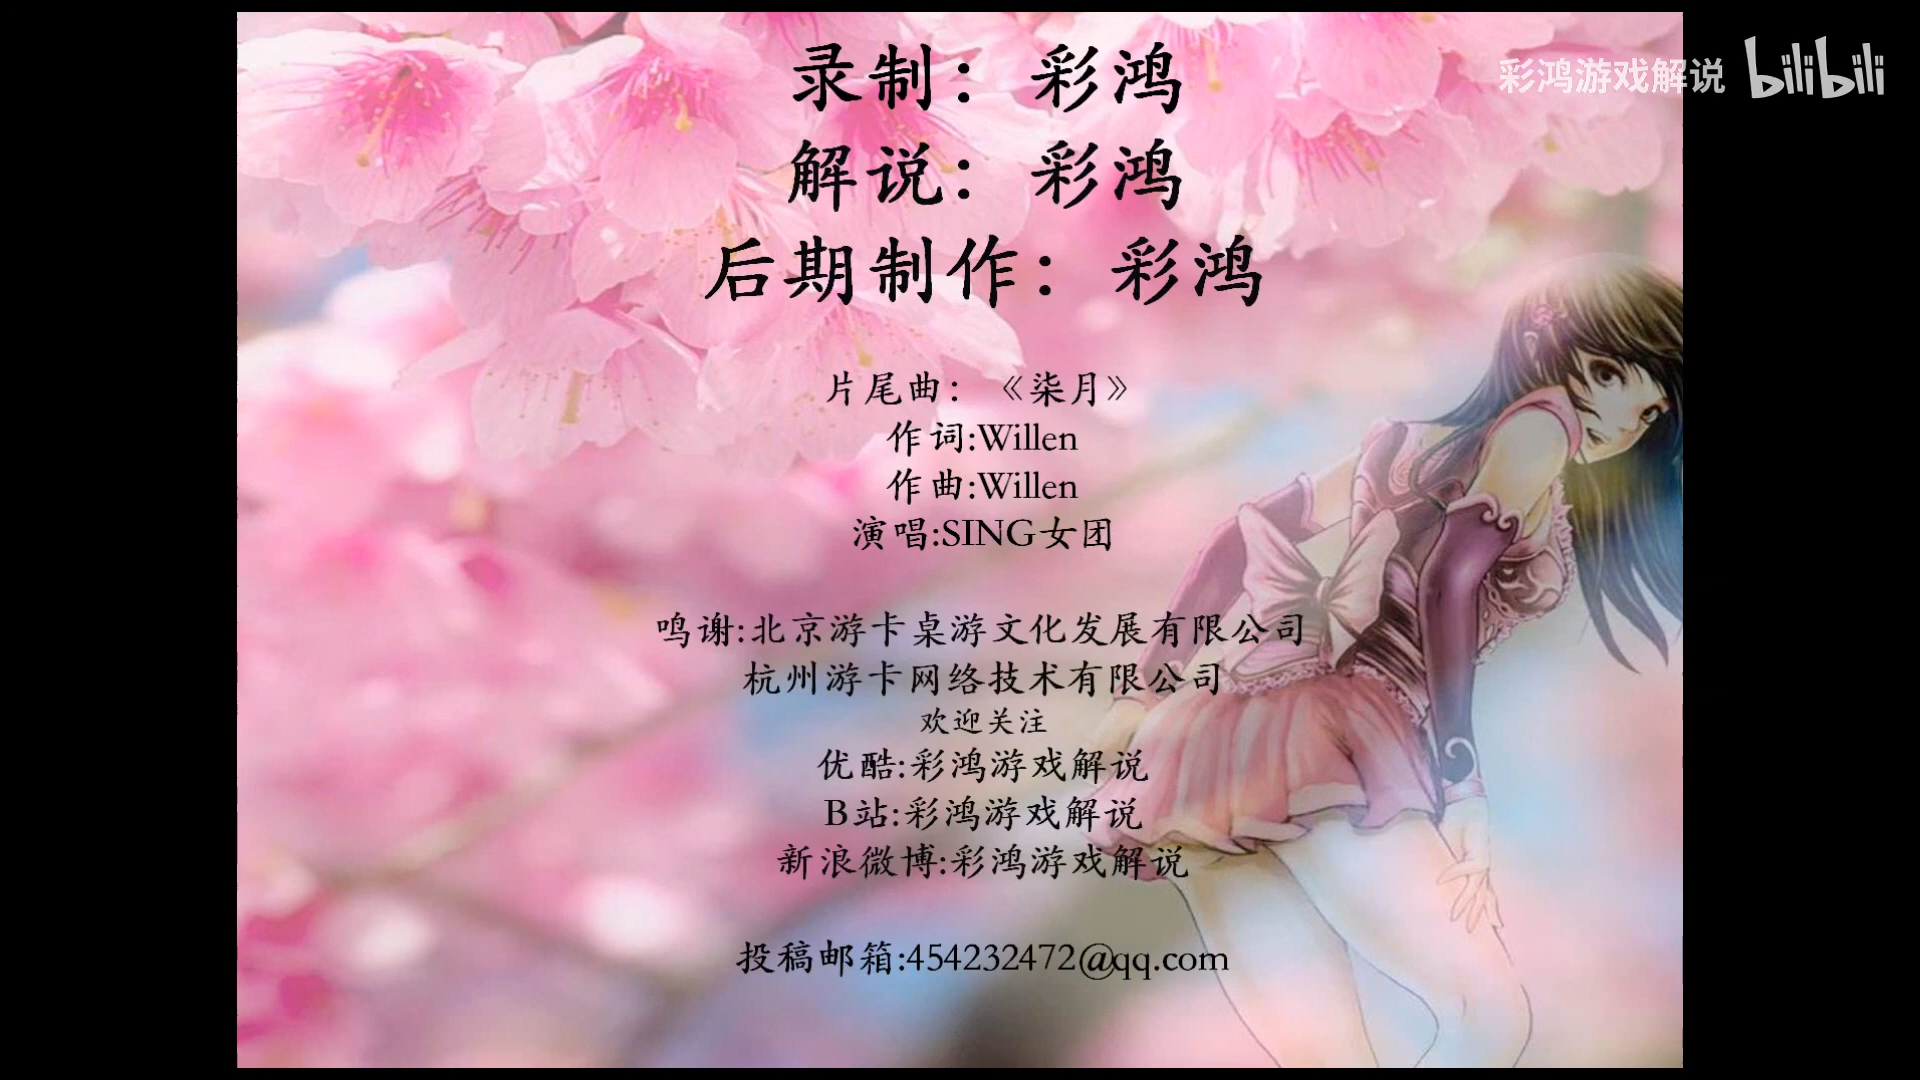 录制：彩鸿
彩鸿游戏解说 bilibili
解说：彩鸿
后期制作：彩鸿
片尾曲：《柒月》
作词:Willen
作曲:Willen
演唱:SING女团
鸣谢:北京游卡桌游文化发展有限公司
杭州游卡网络技术有限公司
欢迎关注
优酷:彩鸿游戏解说
B站:彩鸿游戏解说
新浪微博:彩鸿游戏解说
投稿邮箱:454232472@qq.com